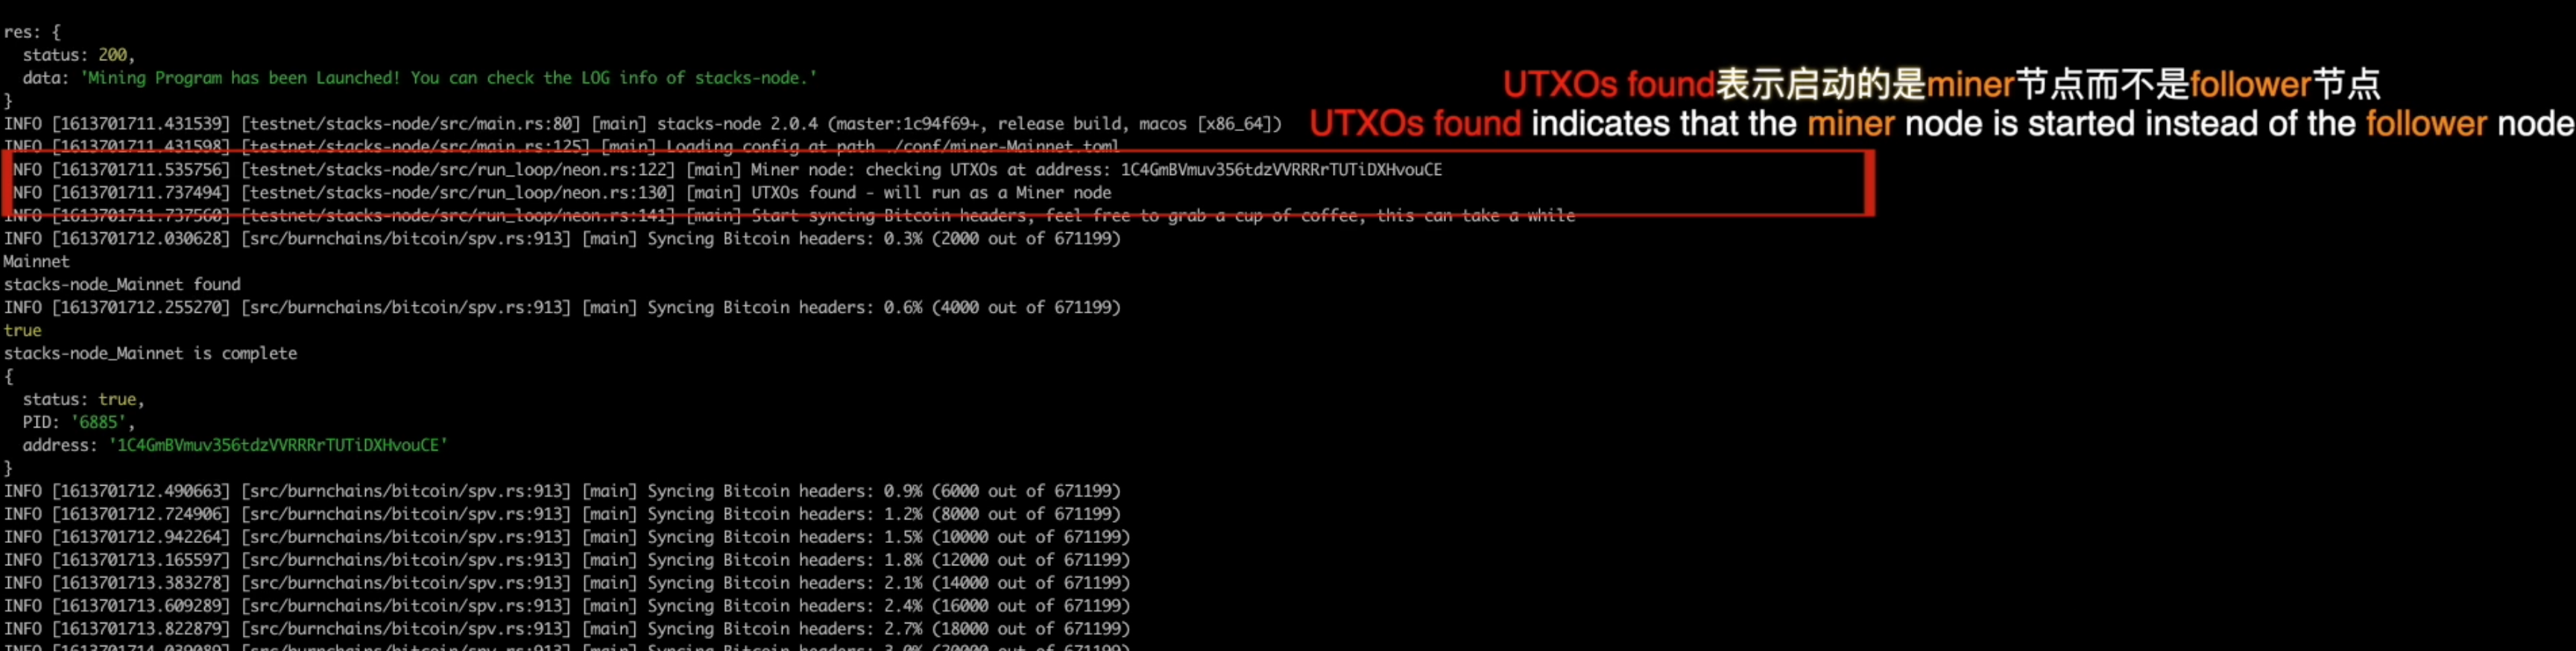 res: {
status: 200,
data: 'Mining Program has been Launched! You can check the LOG info of stacks-node.'
}
UTXOs found表示启动的是miner节点而不是follower节点
UTXOs found indicates that the miner node is started instead of the follower node
INFO [1613701711.431539] [testnet/stacks-node/src/main.rs:80] [main] stacks-node 2.0.4 (master:1c94f69+, release build, macos [x86_64])
INFO [1613701711.431598] [testnet/stacks-node/src/main.rs:125] [main] Loading config at path ./conf/miner-Mainnet.toml
NFO [1613701711.535756] [testnet/stacks-node/src/run_loop/neon.rs:122] [main] Miner node: checking UTXOs at address: 1C4GmBVmuv356tdzVVRRRrTUTiDXHvouCE
NFO [1613701711.737494] [testnet/stacks-node/src/run_loop/neon.rs:130] [main] UTXOs found - will run as a Miner node
INFO [1613701711.737560] [testnet/stacks-node/src/run_loop/neon.rs:141] [main] Start syncing Bitcoin headers, feel free to grab a cup of coffee, this can take a while
INFO [1613701712.030628] [src/burnchains/bitcoin/spv.rs:913] [main] Syncing Bitcoin headers: 0.3% (2000 out of 671199)
Mainnet
stacks-node_Mainnet found
INFO [1613701712.255270] [src/burnchains/bitcoin/spv.rs:913] [main] Syncing Bitcoin headers: 0.6% (4000 out of 671199)
true
stacks-node_Mainnet is complete
{
status: true,
PID: '6885',
address: '1C4GmBVmuv356tdzVVRRRrTUTiDXHvouCE'
}
INFO [1613701712.490663] [src/burnchains/bitcoin/spv.rs:913] [main] Syncing Bitcoin headers: 0.9% (6000 out of 671199)
INFO [1613701712.724906] [src/burnchains/bitcoin/spv.rs:913] [main] Syncing Bitcoin headers: 1.2% (8000 out of 671199)
INFO [1613701712.942264] [src/burnchains/bitcoin/spv.rs:913] [main] Syncing Bitcoin headers: 1.5% (10000 out of 671199)
INFO [1613701713.165597] [src/burnchains/bitcoin/spv.rs:913] [main] Syncing Bitcoin headers: 1.8% (12000 out of 671199)
INFO [1613701713.383278] [src/burnchains/bitcoin/spv.rs:913] [main] Syncing Bitcoin headers: 2.1% (14000 out of 671199)
INFO [1613701713.609289] [src/burnchains/bitcoin/spv.rs:913] [main] Syncing Bitcoin headers: 2.4% (16000 out of 671199)
INFO [1613701713.822879] [src/burnchains/bitcoin/spv.rs:913] [main] Syncing Bitcoin headers: 2.7% (18000 out of 671199)
INFO [1613701714.039089] [src/burnchains/bitcoin/spv.rs:913] [main] Syncing Bitcoin headers: 3.0% (20000 out of 671199)